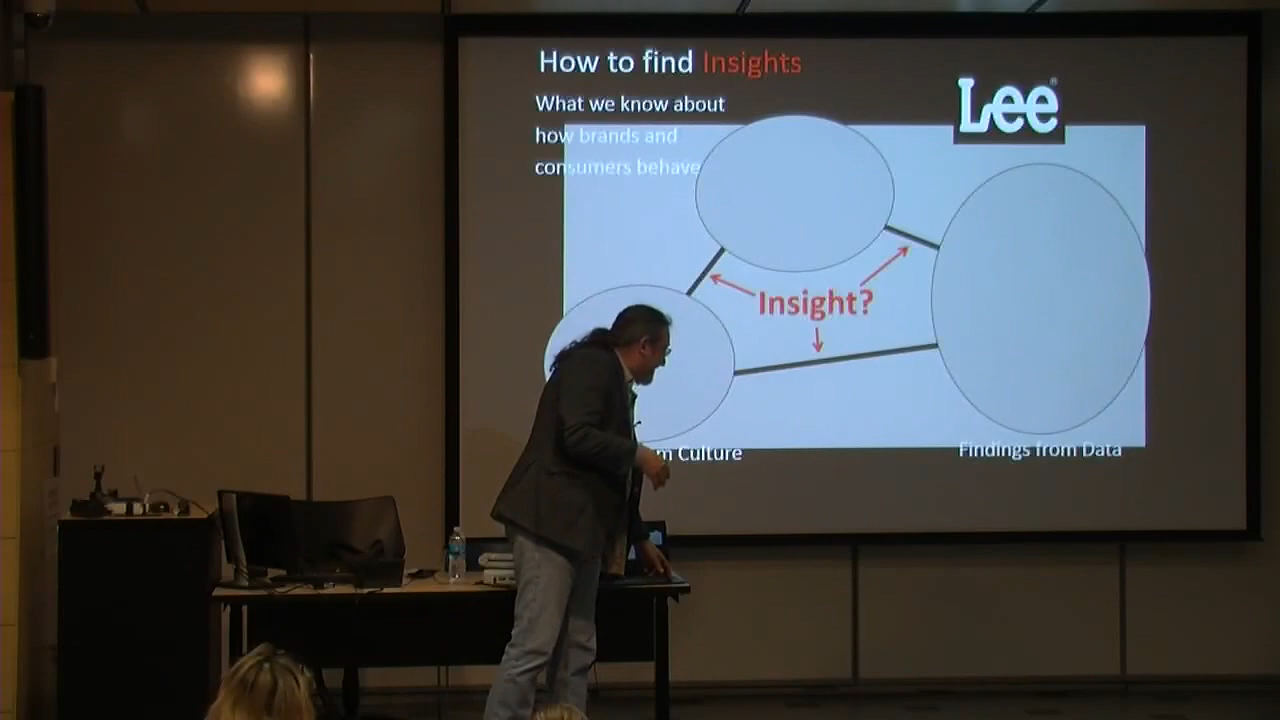 How to find Insights
What we know about
how brands and
consumers behave
Lee®
Insight?
Culture
Findings from Data